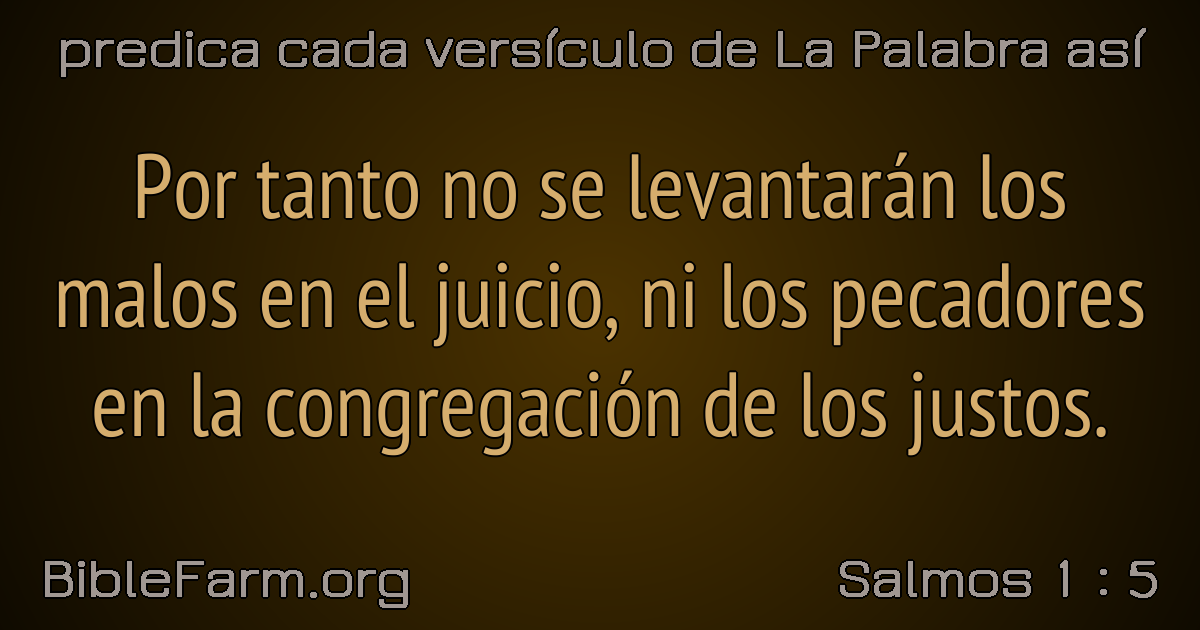 predica cada versículo de La Palabra así
Por tanto no se levantarán los
malos en el juicio, ni los pecadores
en la congregación de los justos.
BibleFarm.org
Salmos 1 : 5